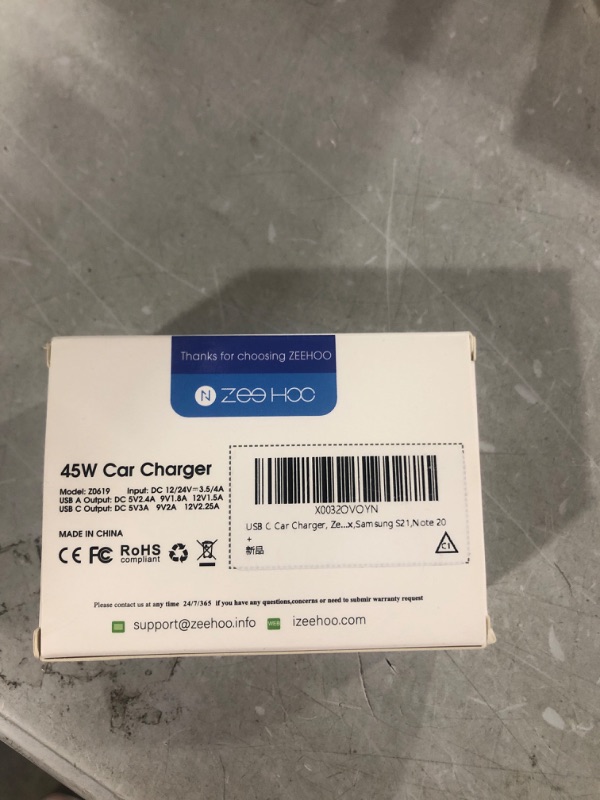 Thanks for choosing ZEEHOO
N ZEEHOO
45W Car Charger
Model: Z0619 Input: DC 12/24V=3.5/4A
USB A Output: DC 5V2.4A 9V1.8A 12V1.5A
USB C Output: DC 5V3A 9V2A 12V2.25A
MADE IN CHINA
CE FC RoHS
compliant
X0032OVOYN
USB C Car Charger, Ze...x,Samsung S21,Note 20
+
新品
C1
Please contact us at any time 24/7/365 if you have any questions,concerns or need to submir warranty request
support@zeehoo.info WEB izeehoo.com